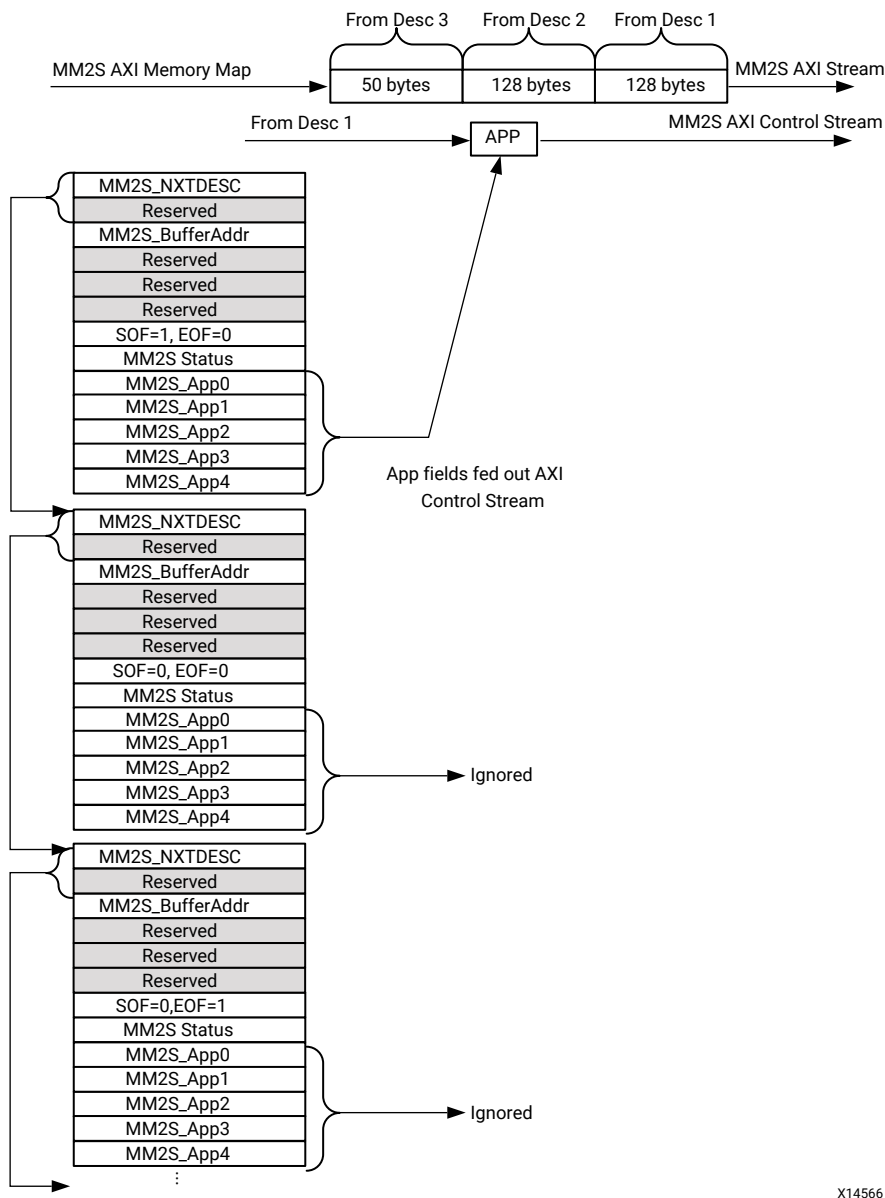 From Desc 3 From Desc 2 From Desc 1
MM2S AXI Memory Map 50 bytes 128 bytes 128 bytes MM2S AXI Stream
From Desc 1 APP MM2S AXI Control Stream
MM2S_NXTDESC
Reserved
MM2S_BufferAddr
Reserved
Reserved
Reserved
SOF=1, EOF=0
MM2S Status
MM2S_App0
MM2S_App1
MM2S_App2
MM2S_App3
MM2S_App4
App fields fed out AXI
Control Stream
MM2S_NXTDESC
Reserved
MM2S_BufferAddr
Reserved
Reserved
Reserved
SOF=0, EOF=0
MM2S Status
MM2S_App0
MM2S_App1
MM2S_App2
MM2S_App3
MM2S_App4
Ignored
MM2S_NXTDESC
Reserved
MM2S_BufferAddr
Reserved
Reserved
Reserved
SOF=0,EOF=1
MM2S Status
MM2S_App0
MM2S_App1
MM2S_App2
MM2S_App3
MM2S_App4
Ignored
⋮
X14566